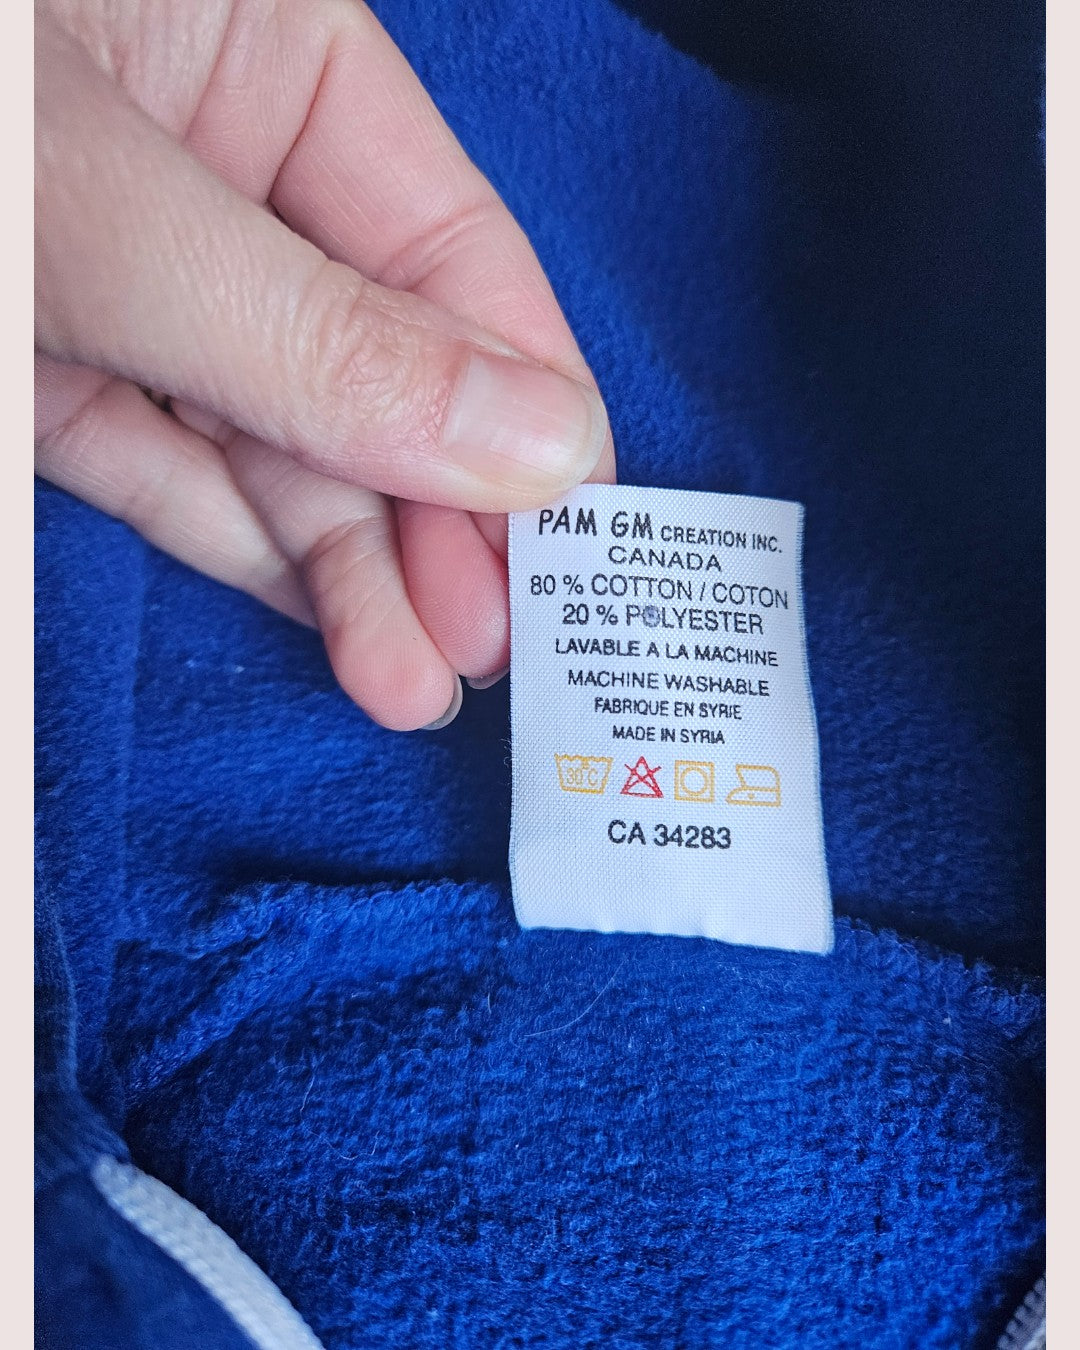 PAM GM CREATION INC.
CANADA
80 % COTTON / COTON
20 % POLYESTER
LAVABLE A LA MACHINE
MACHINE WASHABLE
FABRIQUE EN SYRIE
MADE IN SYRIA
30°C
CA 34283